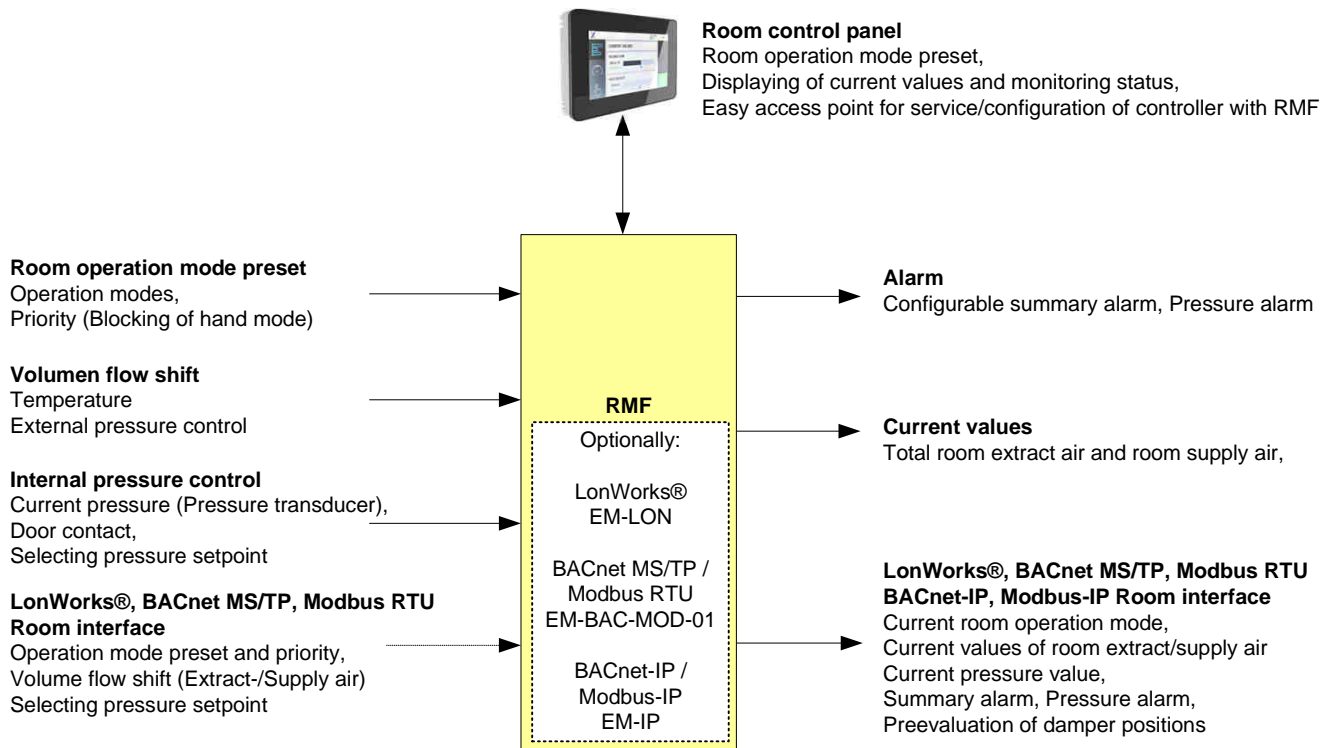 Room control panel
Room operation mode preset,
Displaying of current values and monitoring status,
Easy access point for service/configuration of controller with RMF
Room operation mode preset
Operation modes,
Priority (Blocking of hand mode)
Volumen flow shift
Temperature
External pressure control
Internal pressure control
Current pressure (Pressure transducer),
Door contact,
Selecting pressure setpoint
LonWorks®, BACnet MS/TP, Modbus RTU
Room interface
Operation mode preset and priority,
Volume flow shift (Extract-/Supply air)
Selecting pressure setpoint
RMF
Optionally:
LonWorks®
EM-LON
BACnet MS/TP /
Modbus RTU
EM-BAC-MOD-01
BACnet-IP /
Modbus-IP
EM-IP
Alarm
Configurable summary alarm, Pressure alarm
Current values
Total room extract air and room supply air,
LonWorks®, BACnet MS/TP, Modbus RTU
BACnet-IP, Modbus-IP Room interface
Current room operation mode,
Current values of room extract/supply air
Current pressure value,
Summary alarm, Pressure alarm,
Preevaluation of damper positions